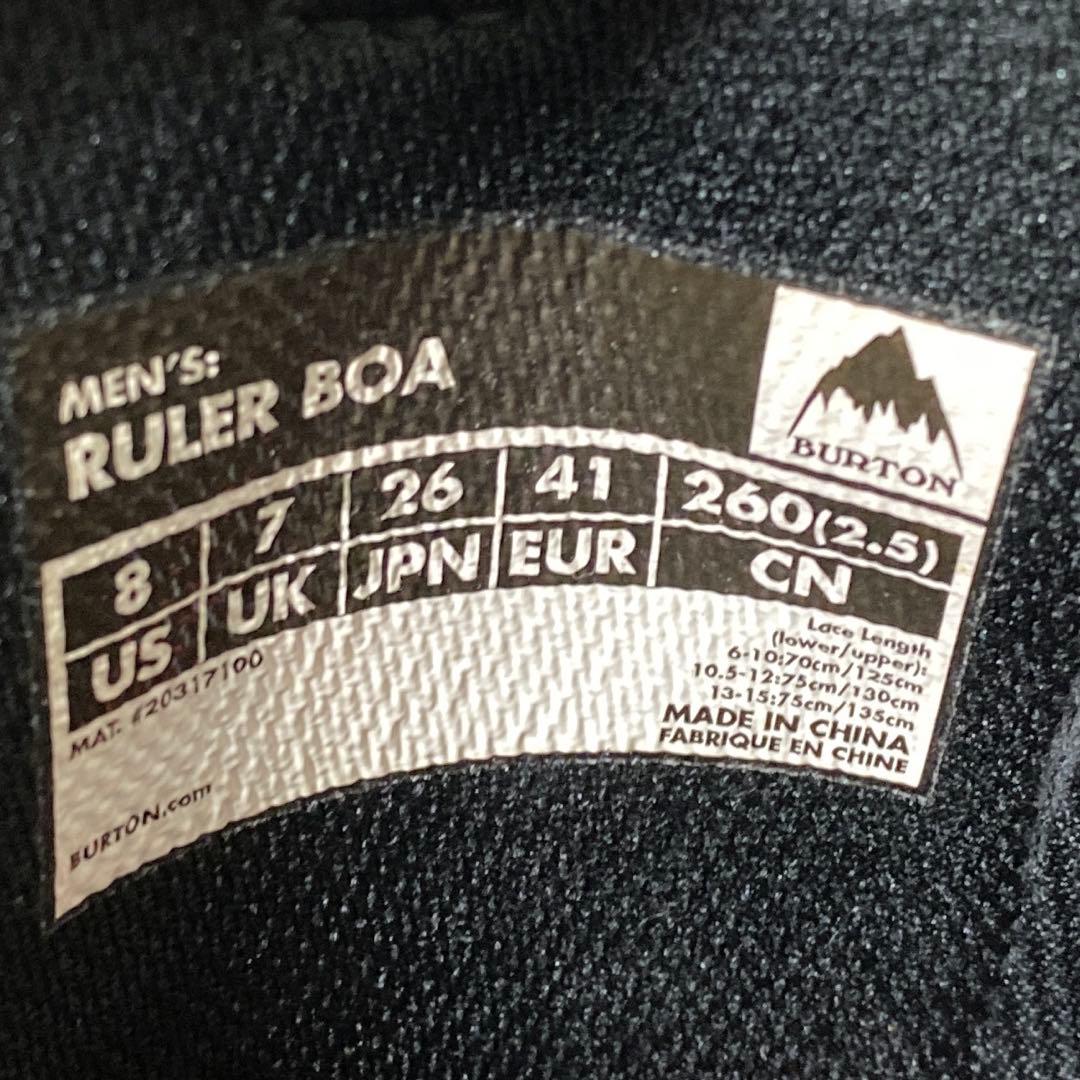 MEN'S:
RULER BOA
BURTON
8 7 26 41 260(2.5)
US UK JPN EUR CN
MAT. #20317100
Lace Length
(lower/upper):
6-10:70cm/125cm
10.5-12:75cm/130cm
13-15:75cm/135cm
MADE IN CHINA
FABRIQUE EN CHINE
BURTON.com